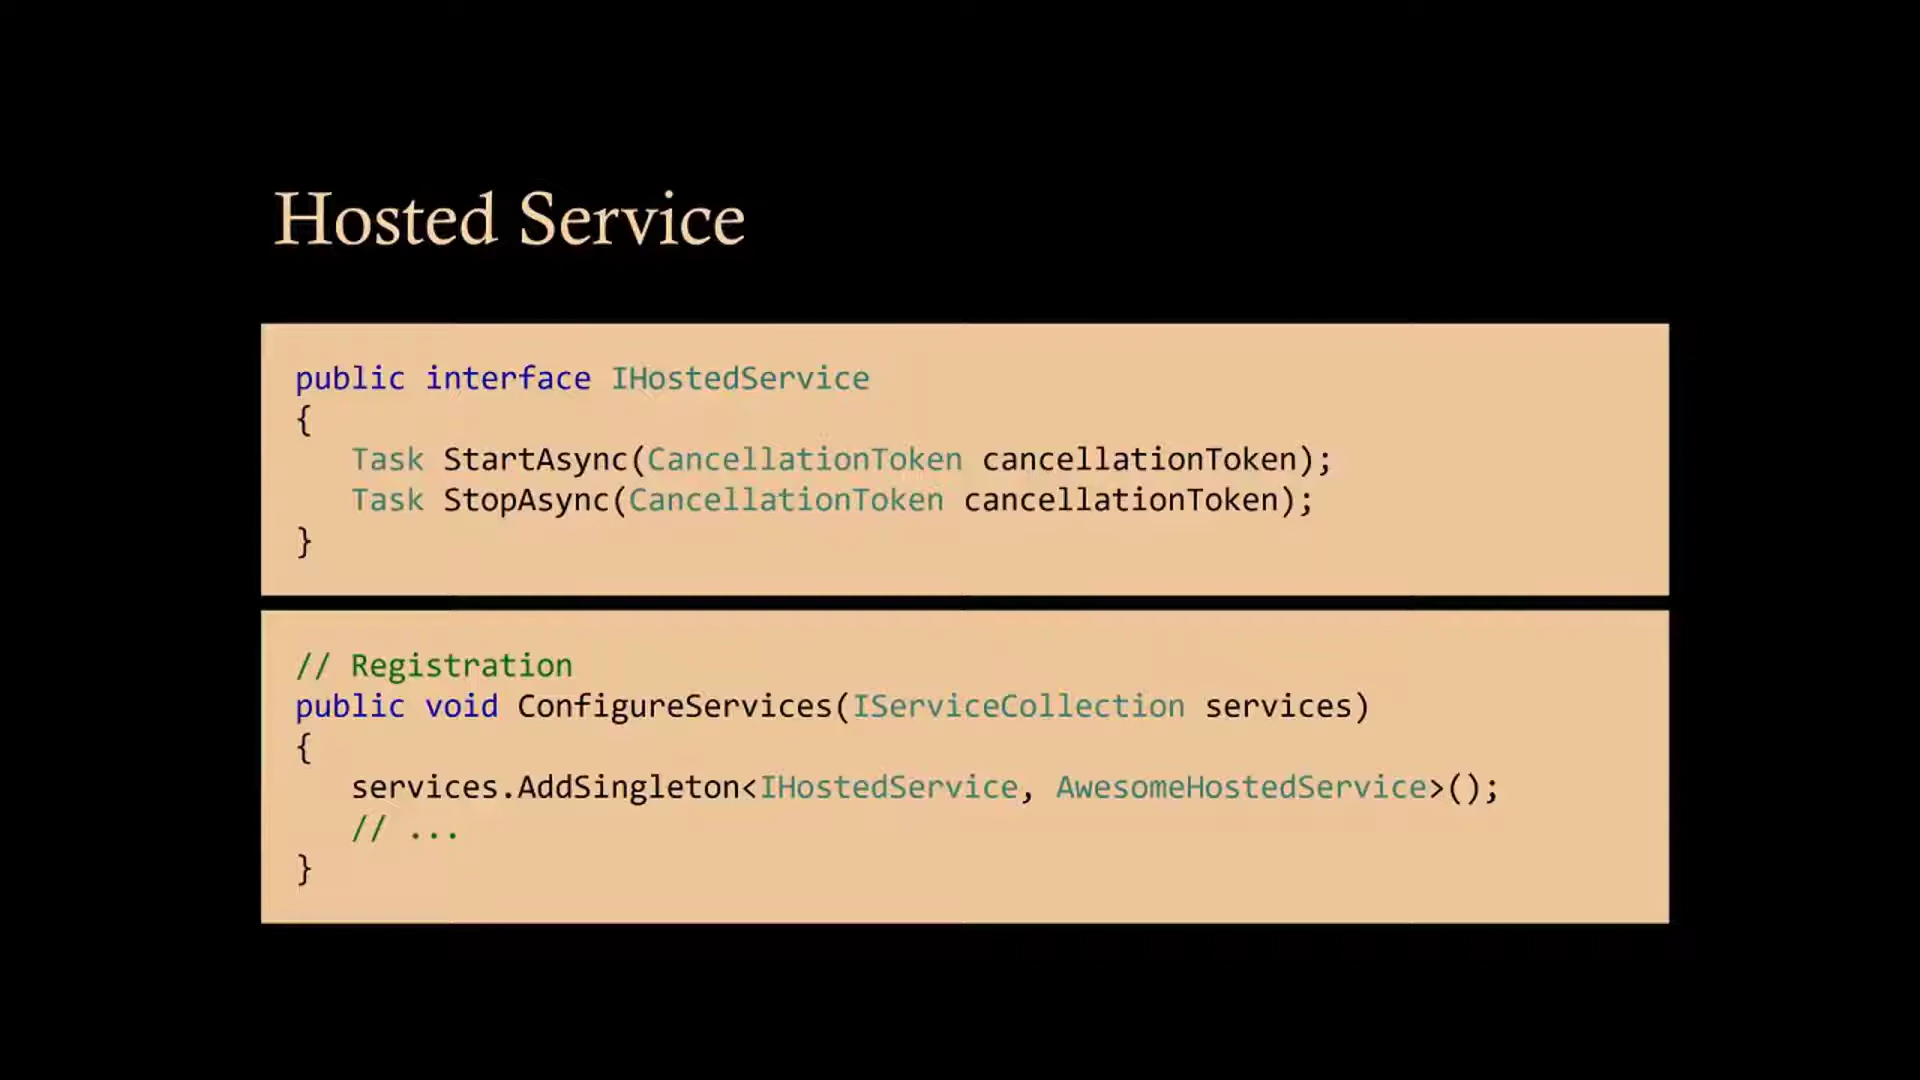 Hosted Service
public interface IHostedService
{
   Task StartAsync(CancellationToken cancellationToken);
   Task StopAsync(CancellationToken cancellationToken);
}
// Registration
public void ConfigureServices(IServiceCollection services)
{
   services.AddSingleton<IHostedService, AwesomeHostedService>();
   // ...
}